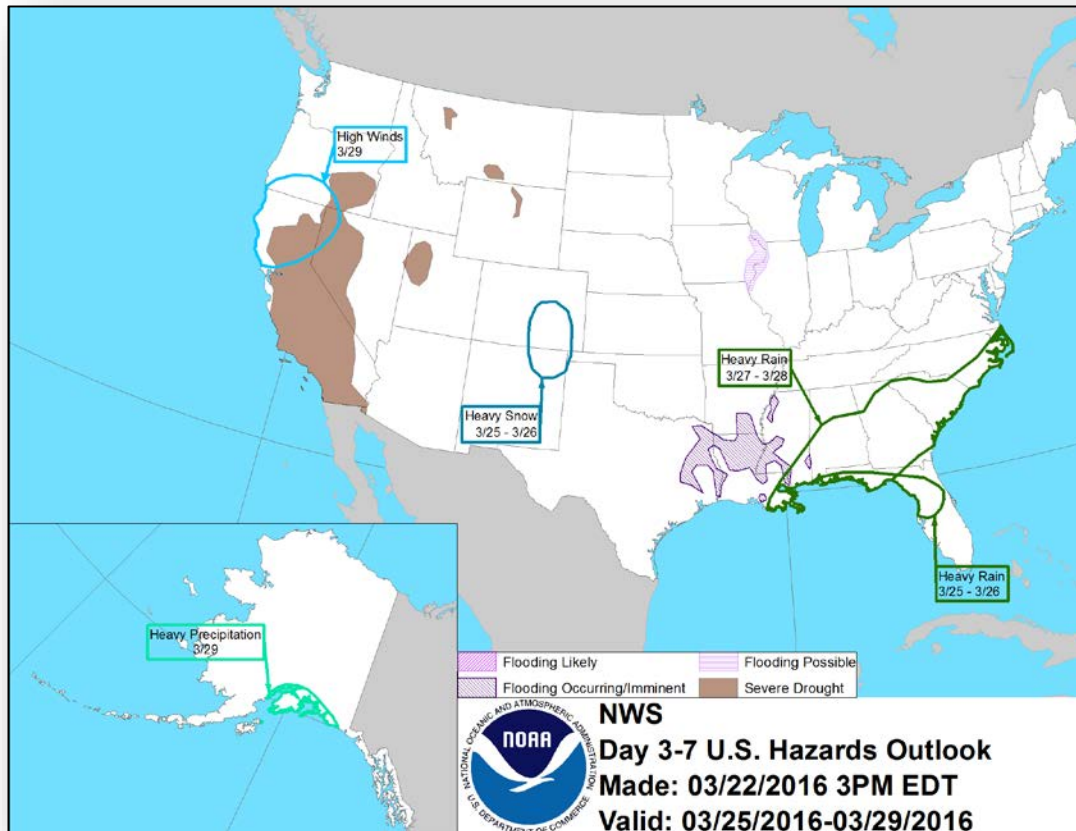 High Winds
3/29
Heavy Rain
3/27 - 3/28
Heavy Snow
3/25 - 3/26
Heavy Rain
3/25 - 3/26
Heavy Precipitation
3/29
Flooding Likely
Flooding Possible
Flooding Occurring/Imminent
Severe Drought
NATIONAL OCEANIC AND ATMOSPHERIC ADMINISTRATION
NOAA
U.S. DEPARTMENT OF COMMERCE
NWS
Day 3-7 U.S. Hazards Outlook
Made: 03/22/2016 3PM EDT
Valid: 03/25/2016-03/29/2016